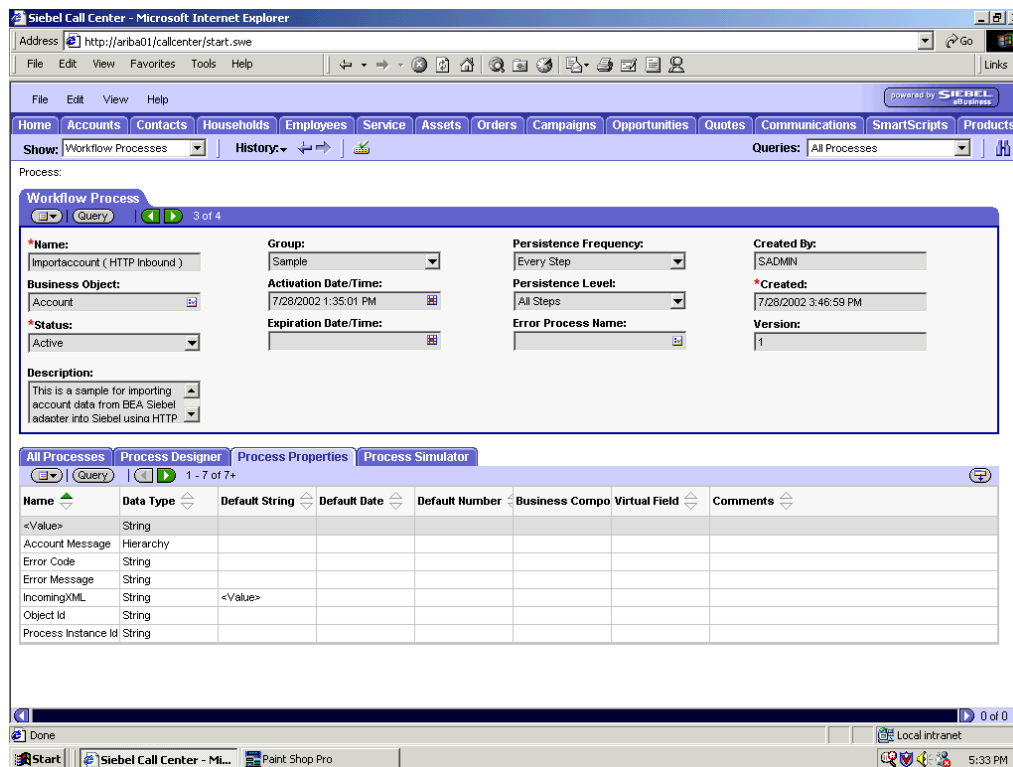 Siebel Call Center - Microsoft Internet Explorer
Address http://ariba01/callcenter/start.swe Go
File Edit View Favorites Tools Help Links
File Edit View Help powered by SIEBEL eBusiness
Home Accounts Contacts Households Employees Service Assets Orders Campaigns Opportunities Quotes Communications SmartScripts Products
Show: Workflow Processes History: Queries: All Processes
Process:
Workflow Process
Query 3 of 4
*Name: Group: Persistence Frequency: Created By:
Importaccount ( HTTP Inbound ) Sample Every Step SADMIN
Business Object: Activation Date/Time: Persistence Level: *Created:
Account 7/28/2002 1:35:01 PM All Steps 7/28/2002 3:46:59 PM
*Status: Expiration Date/Time: Error Process Name: Version:
Active 1
Description:
This is a sample for importing
account data from BEA Siebel
adapter into Siebel using HTTP
All Processes Process Designer Process Properties Process Simulator
Query 1 - 7 of 7+
Name Data Type Default String Default Date Default Number Business Compo Virtual Field Comments
<Value> String
Account Message Hierarchy
Error Code String
Error Message String
IncomingXML String <Value>
Object Id String
Process Instance Id String
0 of 0
Done Local intranet
Start Siebel Call Center - Mi... Paint Shop Pro 5:33 PM